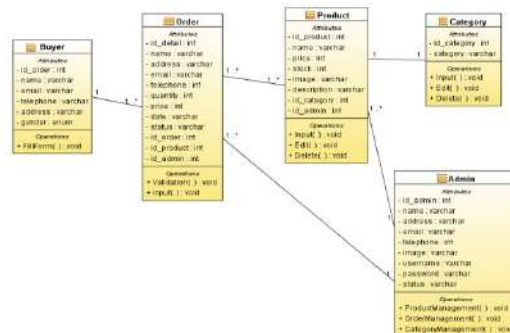 Buyer
Attributes
- id_order : int
- name : varchar
- email : varchar
- telephone : varchar
- address : varchar
- gender : enum
Operations
+ FillForm( ) : void
1
1..*
Order
Attributes
- id_detail : int
- name : varchar
- address : varchar
- email : varchar
- telephone : int
- quantity : int
- price : int
- date : varchar
- status : varchar
- id_order : int
- id_product : int
- id_admin : int
Operations
+ Validation( ) : void
+ Input( ) : void
1..*
1..*
1..*
Product
Attributes
- id_product : int
- name : varchar
- price : int
- stock : int
- image : varchar
- description : varchar
- id_category : int
- id_admin : int
Operations
+ Input( ) : void
+ Edit( ) : void
+ Delete( ) : void
1
1
1..*
Category
Attributes
- id_category : int
- category : varchar
Operations
+ Input( ) : void
+ Edit( ) : void
+ Delete( ) : void
Admin
Attributes
- id_admin : int
- name : varchar
- address : varchar
- email : varchar
- telephone : int
- image : varchar
- username : varchar
- password : varchar
- status : varchar
Operations
+ ProductManagement( ) : void
+ OrderManagement( ) : void
+ CategoryManagement( ) : void
1
1